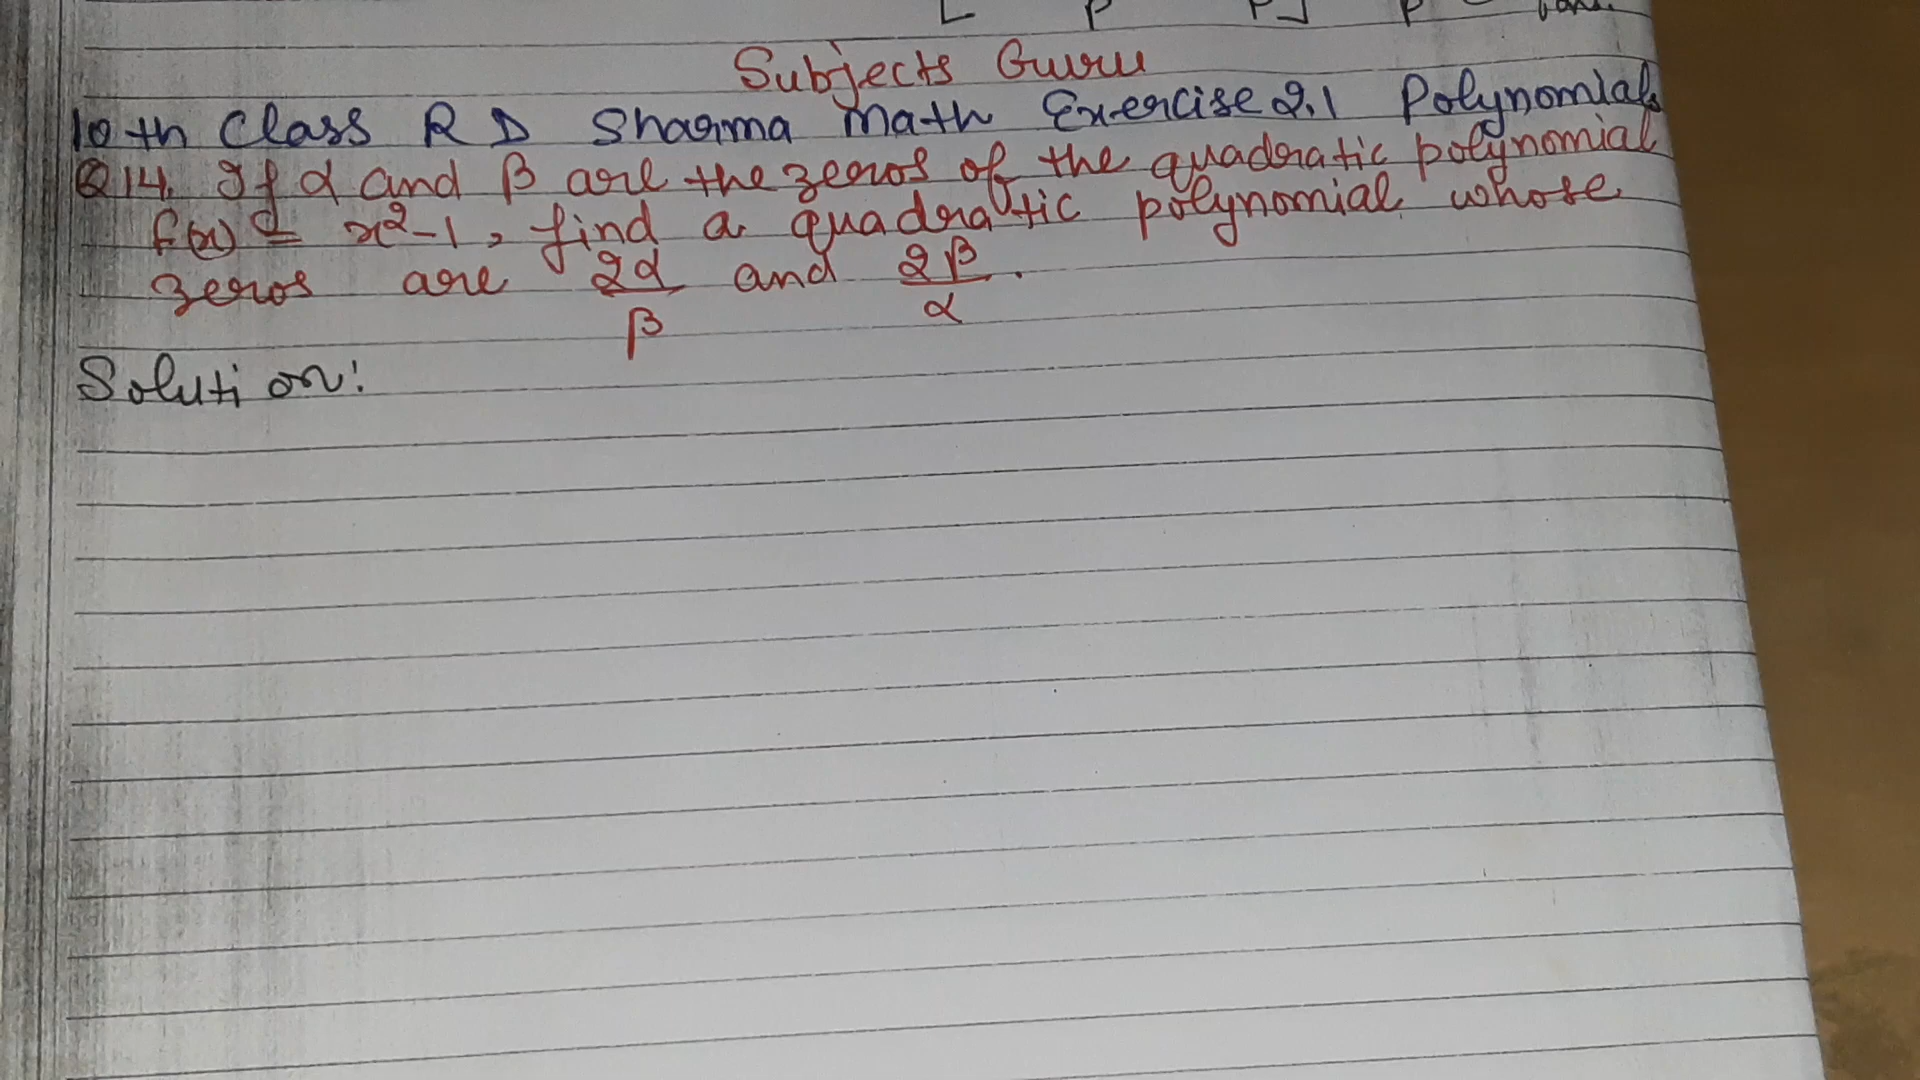 Subjects Guru
10th Class R D Sharma Math Exercise 2.1 Polynomials
Q14. If α and β are the zeros of the quadratic polynomial
f(x) = x²-1, find a quadratic polynomial whose
zeros are 2α/β and 2β/α.
Solution: